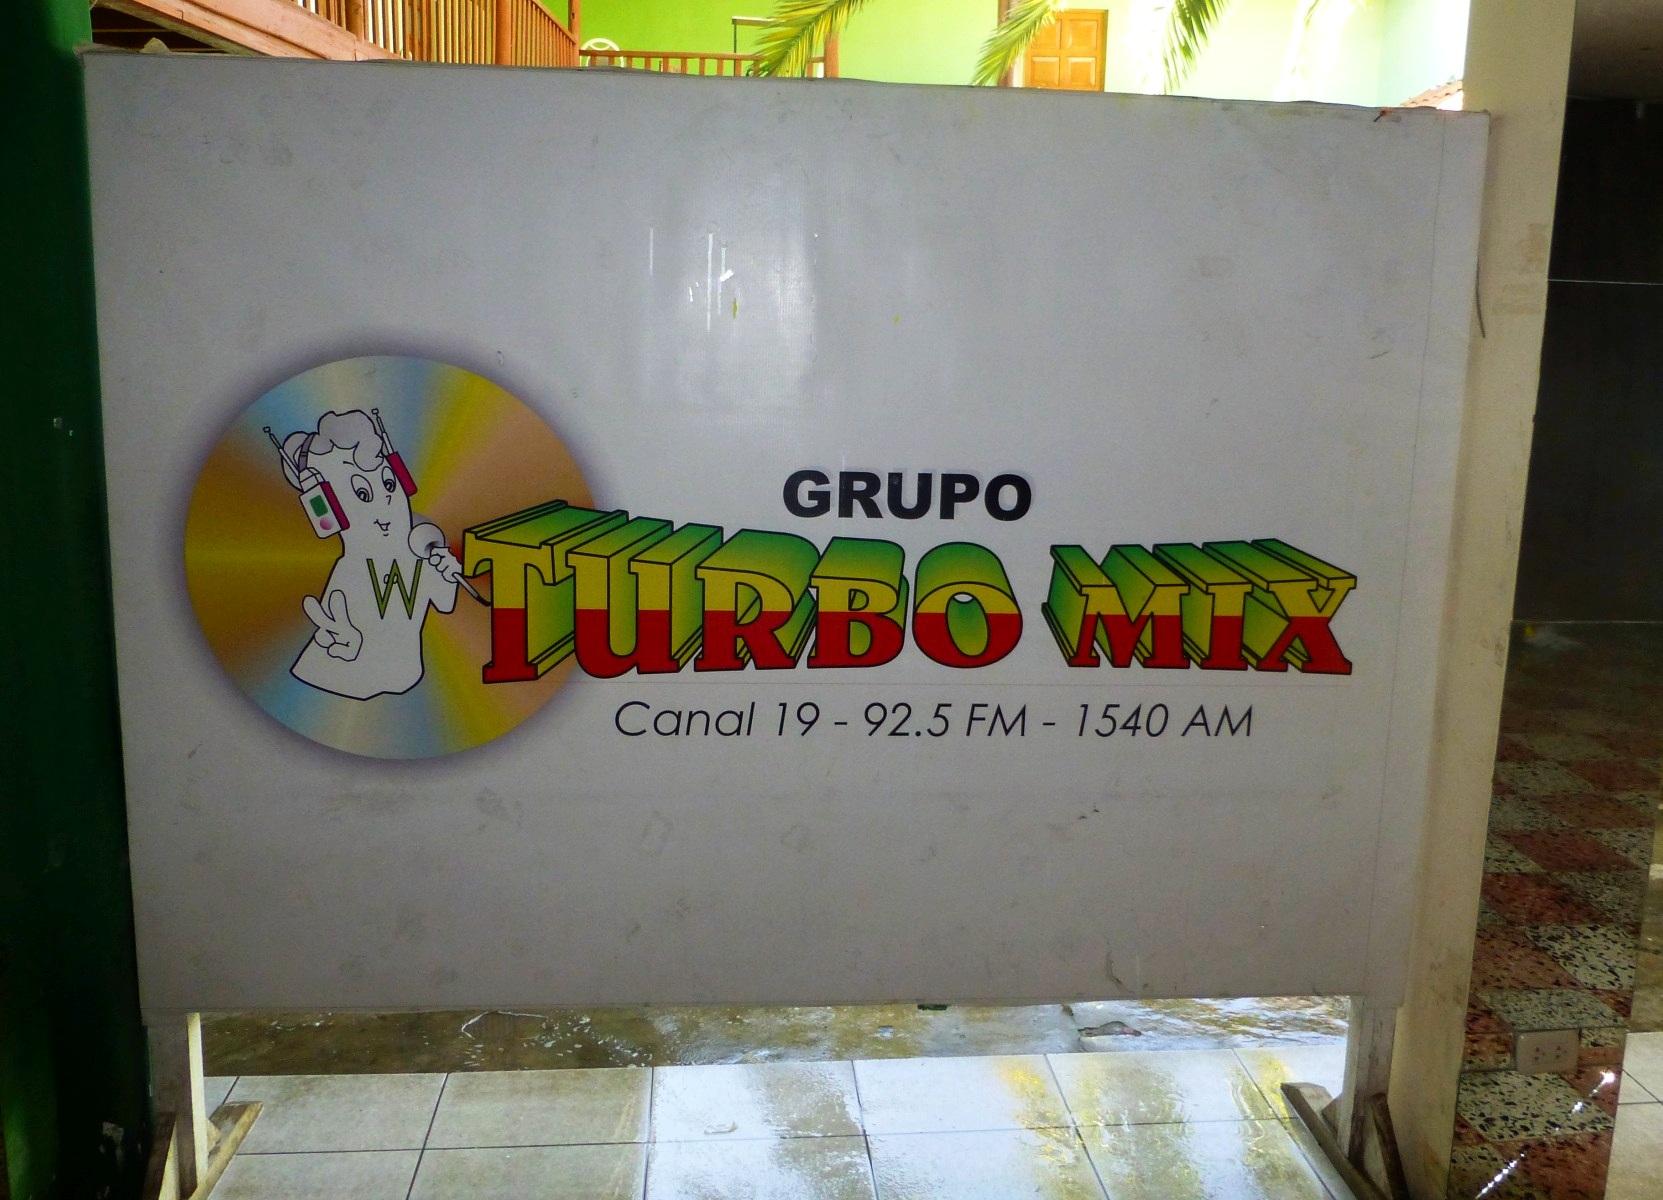 GRUPO
TURBO MIX
Canal 19 - 92.5 FM - 1540 AM
W